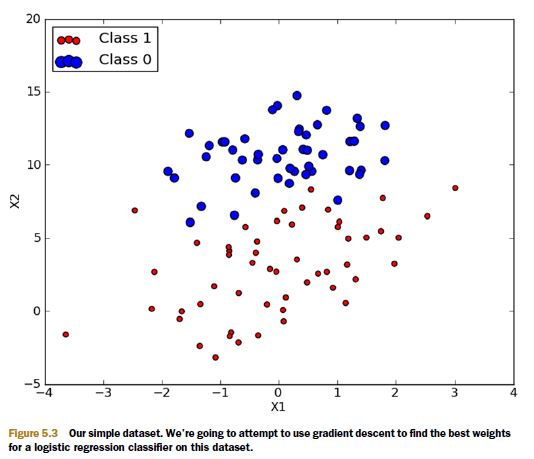 20
Class 1
Class 0
15
10
X2
5
0
−5
−4 −3 −2 −1 0 1 2 3 4
X1
Figure 5.3 Our simple dataset. We're going to attempt to use gradient descent to find the best weights
for a logistic regression classifier on this dataset.